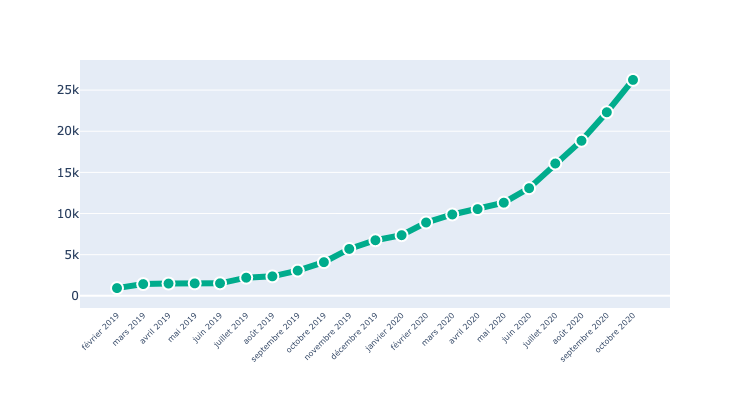 25k
20k
15k
10k
5k
0
février 2019
mars 2019
avril 2019
mai 2019
juin 2019
juillet 2019
août 2019
septembre 2019
octobre 2019
novembre 2019
décembre 2019
janvier 2020
février 2020
mars 2020
avril 2020
mai 2020
juin 2020
juillet 2020
août 2020
septembre 2020
octobre 2020